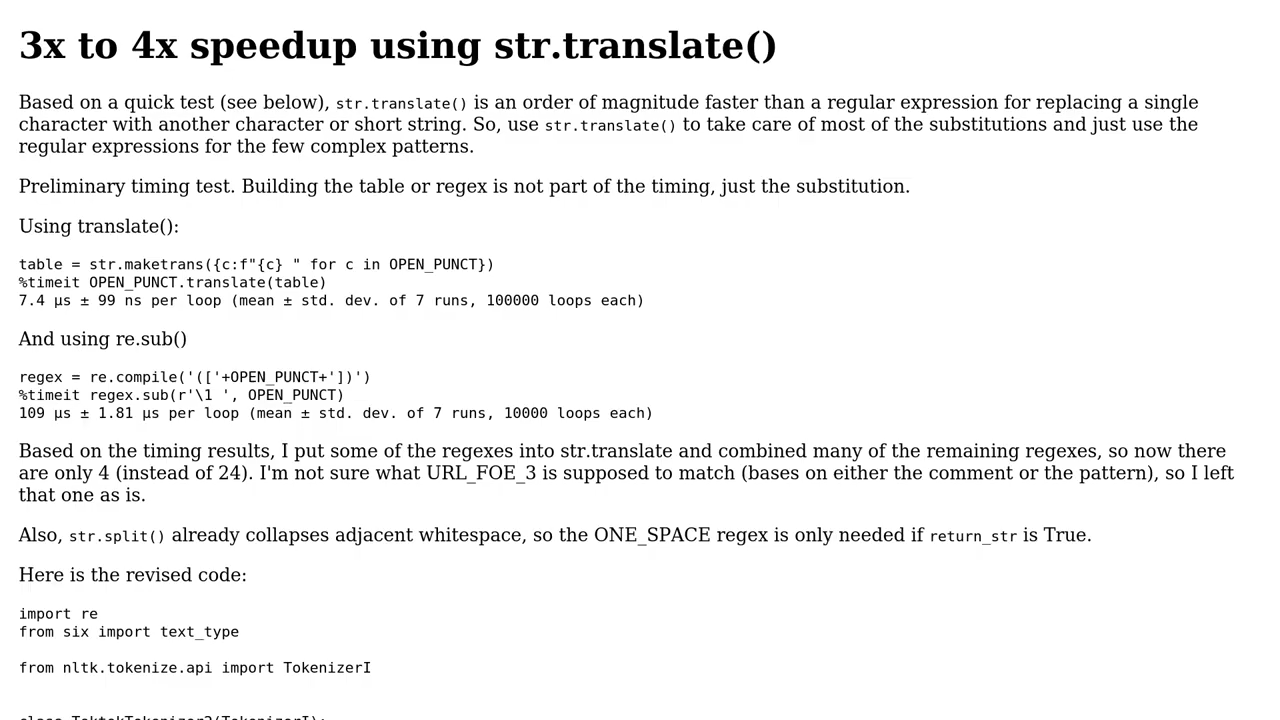 3x to 4x speedup using str.translate()
Based on a quick test (see below), str.translate() is an order of magnitude faster than a regular expression for replacing a single
character with another character or short string. So, use str.translate() to take care of most of the substitutions and just use the
regular expressions for the few complex patterns.
Preliminary timing test. Building the table or regex is not part of the timing, just the substitution.
Using translate():
table = str.maketrans({c:f"{c} " for c in OPEN_PUNCT})
%timeit OPEN_PUNCT.translate(table)
7.4 µs ± 99 ns per loop (mean ± std. dev. of 7 runs, 100000 loops each)
And using re.sub()
regex = re.compile('(['+OPEN_PUNCT+'])')
%timeit regex.sub(r'\1 ', OPEN_PUNCT)
109 µs ± 1.81 µs per loop (mean ± std. dev. of 7 runs, 10000 loops each)
Based on the timing results, I put some of the regexes into str.translate and combined many of the remaining regexes, so now there
are only 4 (instead of 24). I'm not sure what URL_FOE_3 is supposed to match (bases on either the comment or the pattern), so I left
that one as is.
Also, str.split() already collapses adjacent whitespace, so the ONE_SPACE regex is only needed if return_str is True.
Here is the revised code:
import re
from six import text_type
from nltk.tokenize.api import TokenizerI